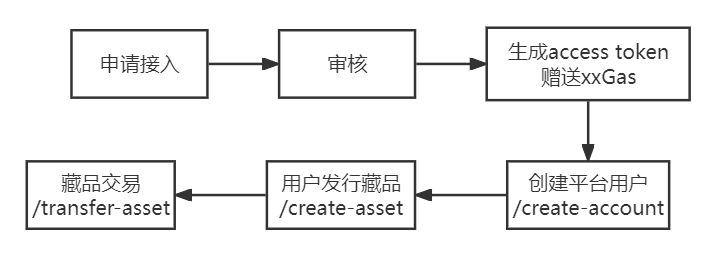 申请接入
审核
生成access token
赠送xxGas
创建平台用户
/create-account
用户发行藏品
/create-asset
藏品交易
/transfer-asset